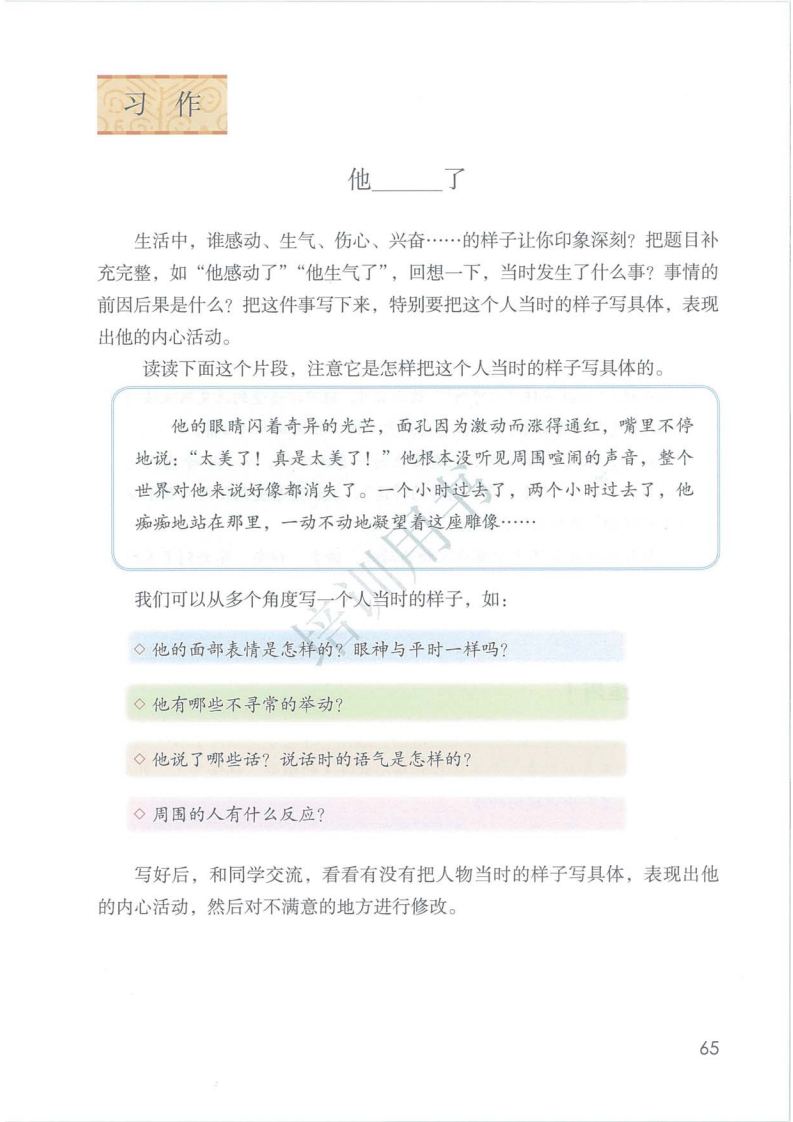 习 作
他______了
生活中，谁感动、生气、伤心、兴奋……的样子让你印象深刻？把题目补
充完整，如“他感动了”“他生气了”，回想一下，当时发生了什么事？事情的
前因后果是什么？把这件事写下来，特别要把这个人当时的样子写具体，表现
出他的内心活动。
读读下面这个片段，注意它是怎样把这个人当时的样子写具体的。
他的眼睛闪着奇异的光芒，面孔因为激动而涨得通红，嘴里不停
地说：“太美了！真是太美了！”他根本没听见周围喧闹的声音，整个
世界对他来说好像都消失了。一个小时过去了，两个小时过去了，他
痴痴地站在那里，一动不动地凝望着这座雕像……
培训用书
我们可以从多个角度写一个人当时的样子，如：
◇ 他的面部表情是怎样的？眼神与平时一样吗？
◇ 他有哪些不寻常的举动？
◇ 他说了哪些话？说话时的语气是怎样的？
◇ 周围的人有什么反应？
写好后，和同学交流，看看有没有把人物当时的样子写具体，表现出他
的内心活动，然后对不满意的地方进行修改。
65